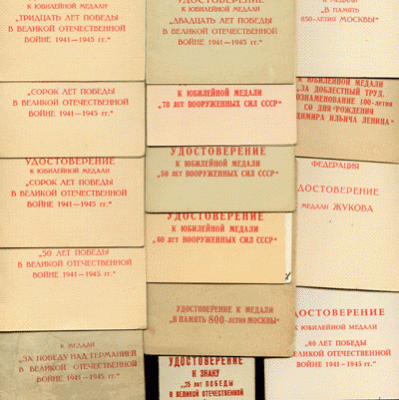 К ЮБИЛЕЙНОЙ МЕДАЛИ
„ТРИДЦАТЬ ЛЕТ ПОБЕДЫ
В ВЕЛИКОЙ ОТЕЧЕСТВЕННОЙ
ВОЙНЕ 1941—1945 гг."
„СОРОК ЛЕТ ПОБЕДЫ
В ВЕЛИКОЙ ОТЕЧЕСТВЕННОЙ
ВОЙНЕ 1941—1945 гг."
УДОСТОВЕРЕНИЕ
К ЮБИЛЕЙНОЙ МЕДАЛИ
„СОРОК ЛЕТ ПОБЕДЫ
В ВЕЛИКОЙ ОТЕЧЕСТВЕННОЙ
ВОЙНЕ 1941—1945 гг."
„50 ЛЕТ ПОБЕДЫ
В ВЕЛИКОЙ ОТЕЧЕСТВЕННОЙ
ВОЙНЕ 1941—1945 гг."
К МЕДАЛИ
„ЗА ПОБЕДУ НАД ГЕРМАНИЕЙ
В ВЕЛИКОЙ ОТЕЧЕСТВЕННОЙ
ВОЙНЕ 1941—1945 гг."
УДОСТОВЕРЕНИЕ
К ЮБИЛЕЙНОЙ МЕДАЛИ
„ДВАДЦАТЬ ЛЕТ ПОБЕДЫ
В ВЕЛИКОЙ ОТЕЧЕСТВЕННОЙ
ВОЙНЕ 1941—1945 гг."
К ЮБИЛЕЙНОЙ МЕДАЛИ
„70 ЛЕТ ВООРУЖЕННЫХ СИЛ СССР"
УДОСТОВЕРЕНИЕ
К ЮБИЛЕЙНОЙ МЕДАЛИ
„50 ЛЕТ ВООРУЖЕННЫХ СИЛ СССР"
УДОСТОВЕРЕНИЕ
К ЮБИЛЕЙНОЙ МЕДАЛИ
„60 ЛЕТ ВООРУЖЕННЫХ СИЛ СССР"
УДОСТОВЕРЕНИЕ К МЕДАЛИ
„В ПАМЯТЬ 800-ЛЕТИЯ МОСКВЫ"
УДОСТОВЕРЕНИЕ
К ЗНАКУ
„25 ЛЕТ ПОБЕДЫ
В ВЕЛИКОЙ ОТЕЧЕСТВЕННОЙ
К МЕДАЛИ
„В ПАМЯТЬ
850-ЛЕТИЯ МОСКВЫ"
К ЮБИЛЕЙНОЙ МЕДАЛИ
„ЗА ДОБЛЕСТНЫЙ ТРУД.
ОЗНАМЕНОВАНИЕ 100-летия
СО ДНЯ РОЖДЕНИЯ
ДИМИРА ИЛЬИЧА ЛЕНИНА"
ФЕДЕРАЦИЯ
ДОСТОВЕРЕНИЕ
МЕДАЛИ ЖУКОВА
ДОСТОВЕРЕНИЕ
К ЮБИЛЕЙНОЙ МЕДАЛИ
„60 ЛЕТ ПОБЕДЫ
ВЕЛИКОЙ ОТЕЧЕСТВЕННОЙ
ВОЙНЕ 1941—1945 гг."